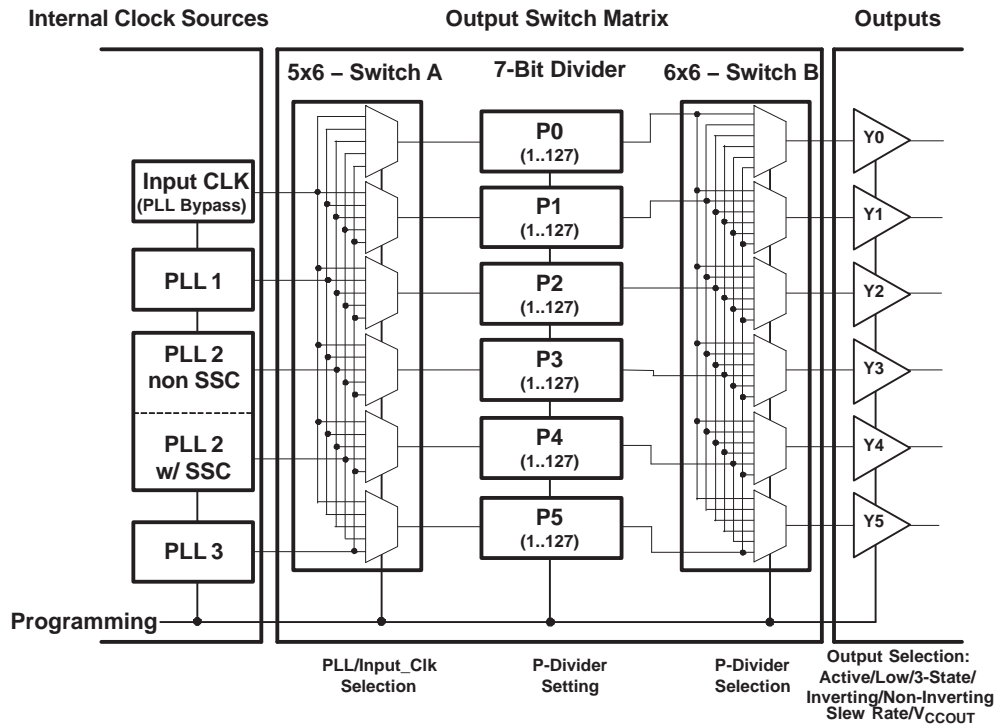 Internal Clock Sources
Output Switch Matrix
Outputs
5x6 – Switch A
7-Bit Divider
6x6 – Switch B
Input CLK
(PLL Bypass)
PLL 1
PLL 2
non SSC
PLL 2
w/ SSC
PLL 3
P0
(1..127)
P1
(1..127)
P2
(1..127)
P3
(1..127)
P4
(1..127)
P5
(1..127)
Y0
Y1
Y2
Y3
Y4
Y5
Programming
PLL/Input_Clk
Selection
P-Divider
Setting
P-Divider
Selection
Output Selection:
Active/Low/3-State/
Inverting/Non-Inverting
Slew Rate/VCCOUT